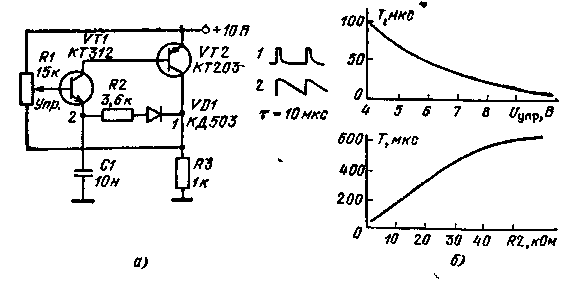 +10В
VT1
КТ312
VT2
КТ203
R1
15к
Упр.
R2
3,6к
VD1
КД503
2
1
C1
10н
R3
1к
а)
1
2
τ = 10 мкс
T, мкс
100
50
0
4 5 6 7 8 Uупр, В
T, мкс
600
400
200
0
10 20 30 40 R2, кОм
б)